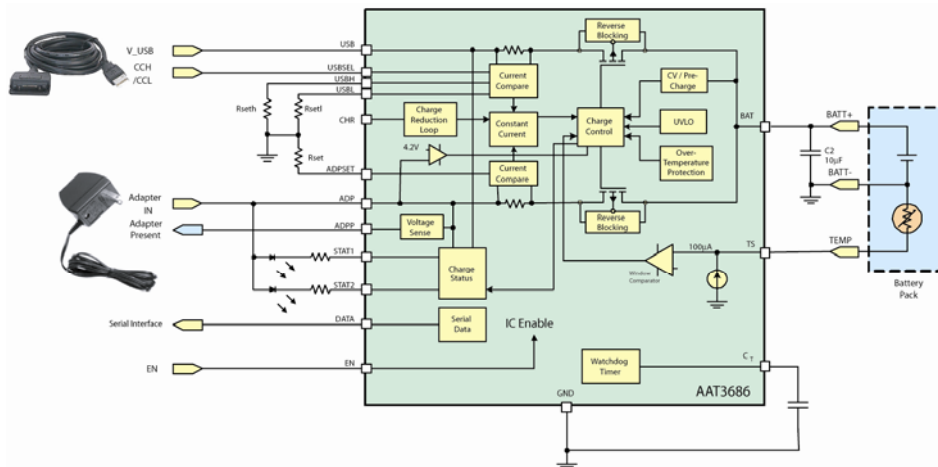 V_USB
CCH
/CCL
Rseth
Rsetl
Rset
Adapter
IN
Adapter
Present
Serial Interface
EN
USB
USBSEL
USBH
USBL
CHR
ADPSET
ADP
ADPP
STAT1
STAT2
DATA
EN
Reverse
Blocking
Current
Compare
CV / Pre-
Charge
Charge
Reduction
Loop
Constant
Current
Charge
Control
UVLO
4.2V
Over-
Temperature
Protection
Current
Compare
Voltage
Sense
Reverse
Blocking
Charge
Status
100µA
Window
Comparator
Serial
Data
IC Enable
Watchdog
Timer
AAT3686
GND
BAT
TS
C T
BATT+
C2
10µF
BATT-
TEMP
Battery
Pack